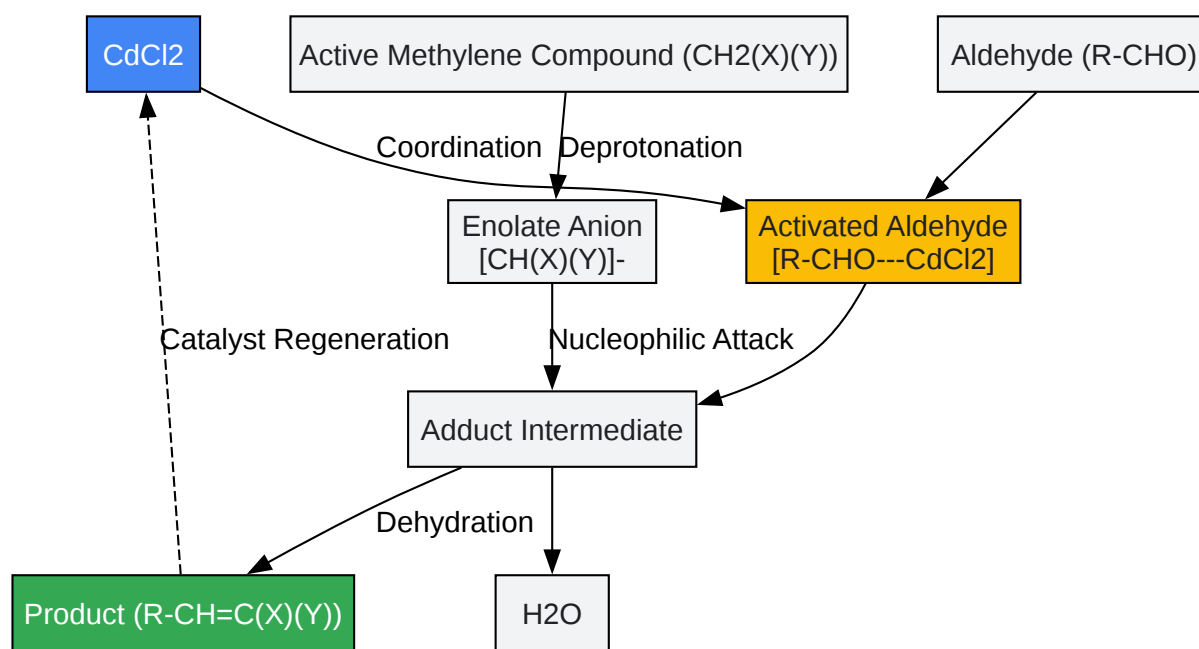 CdCl2
Active Methylene Compound (CH2(X)(Y))
Aldehyde (R-CHO)
Coordination
Deprotonation
Enolate Anion
[CH(X)(Y)]-
Activated Aldehyde
[R-CHO---CdCl2]
Catalyst Regeneration
Nucleophilic Attack
Adduct Intermediate
Dehydration
Product (R-CH=C(X)(Y))
H2O